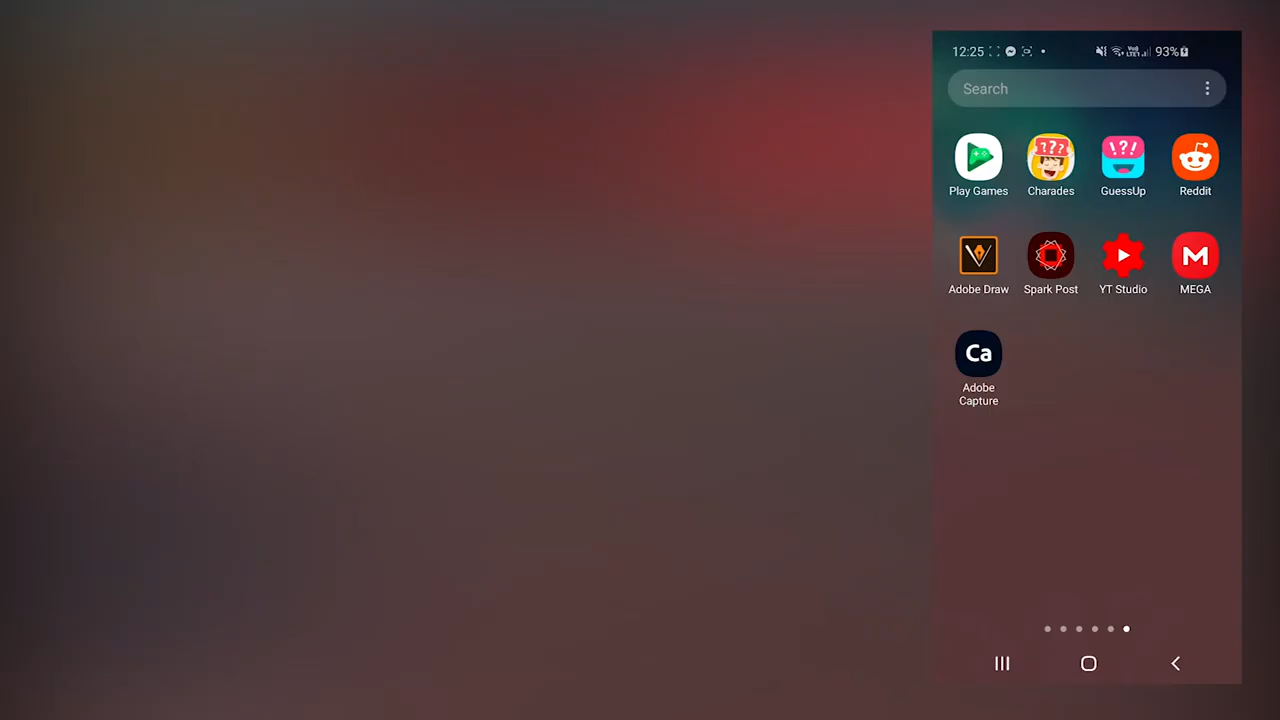 12:25 93%
Search
Play Games Charades GuessUp Reddit
Adobe Draw Spark Post YT Studio MEGA
Ca
Adobe
Capture